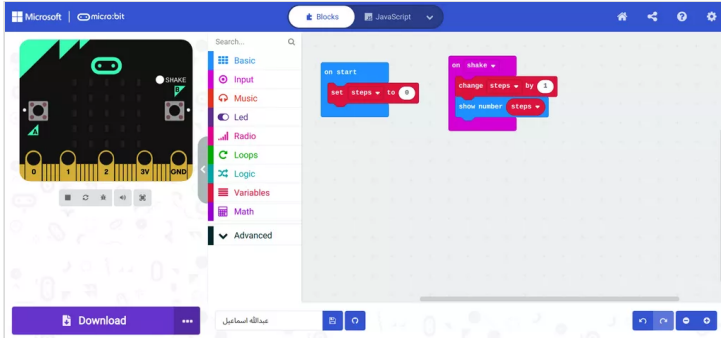 Microsoft | micro:bit
Blocks
JavaScript
SHAKE
B
A
0 1 2 3V GND
Download
Search...
Basic
Input
Music
Led
Radio
Loops
Logic
Variables
Math
Advanced
on start
set steps to 0
on shake
change steps by 1
show number steps
عبدالله اسماعيل